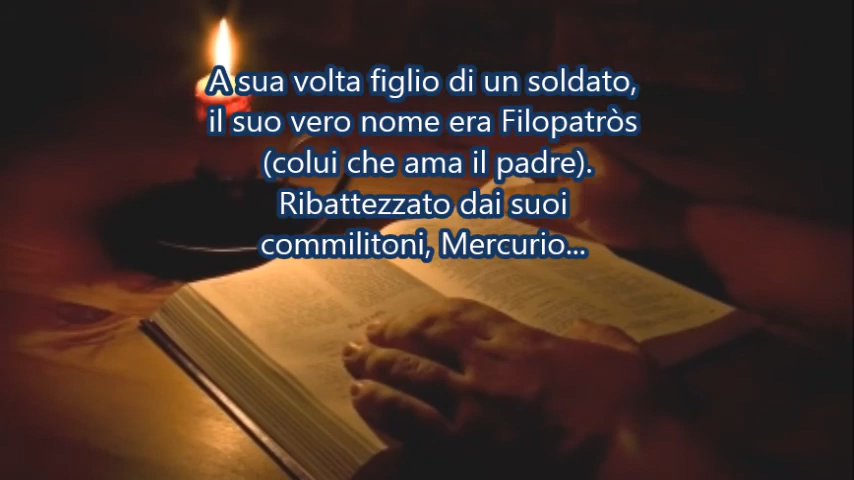 A sua volta figlio di un soldato,
il suo vero nome era Filopatròs
(colui che ama il padre).
Ribattezzato dai suoi
commilitoni, Mercurio...